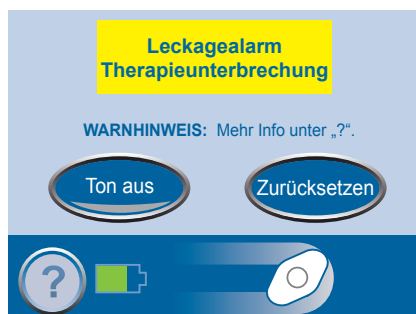 Leckagealarm
Therapieunterbrechung
WARNHINWEIS: Mehr Info unter „?“.
Ton aus
Zurücksetzen
?